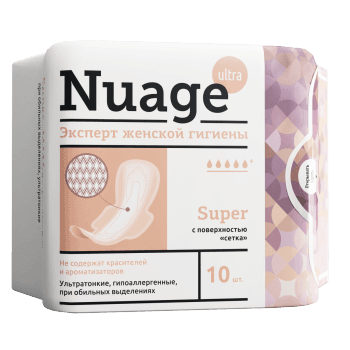 Nuage
ultra
Эксперт женской гигиены
Super
с поверхностью
«сетка»
Не содержат красителей
и ароматизаторов
Ультратонкие, гипоаллергенные,
при обильных выделениях
10 шт.